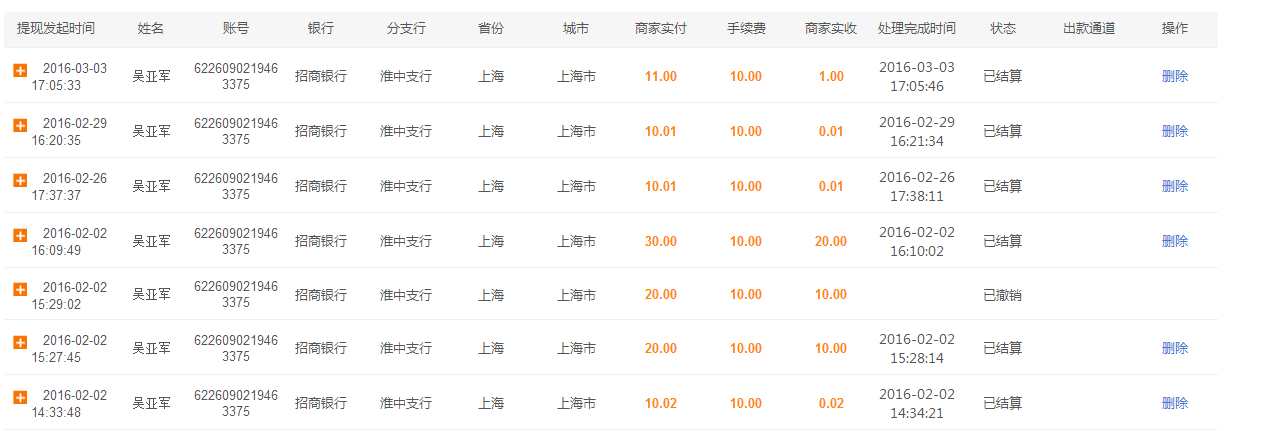 提现发起时间 姓名 账号 银行 分支行 省份 城市 商家实付 手续费 商家实收 处理完成时间 状态 出款通道 操作
2016-03-03 17:05:33 吴亚军 6226090219463375 招商银行 淮中支行 上海 上海市 11.00 10.00 1.00 2016-03-03 17:05:46 已结算 删除
2016-02-29 16:20:35 吴亚军 6226090219463375 招商银行 淮中支行 上海 上海市 10.01 10.00 0.01 2016-02-29 16:21:34 已结算 删除
2016-02-26 17:37:37 吴亚军 6226090219463375 招商银行 淮中支行 上海 上海市 10.01 10.00 0.01 2016-02-26 17:38:11 已结算 删除
2016-02-02 16:09:49 吴亚军 6226090219463375 招商银行 淮中支行 上海 上海市 30.00 10.00 20.00 2016-02-02 16:10:02 已结算 删除
2016-02-02 15:29:02 吴亚军 6226090219463375 招商银行 淮中支行 上海 上海市 20.00 10.00 10.00 已撤销
2016-02-02 15:27:45 吴亚军 6226090219463375 招商银行 淮中支行 上海 上海市 20.00 10.00 10.00 2016-02-02 15:28:14 已结算 删除
2016-02-02 14:33:48 吴亚军 6226090219463375 招商银行 淮中支行 上海 上海市 10.02 10.00 0.02 2016-02-02 14:34:21 已结算 删除